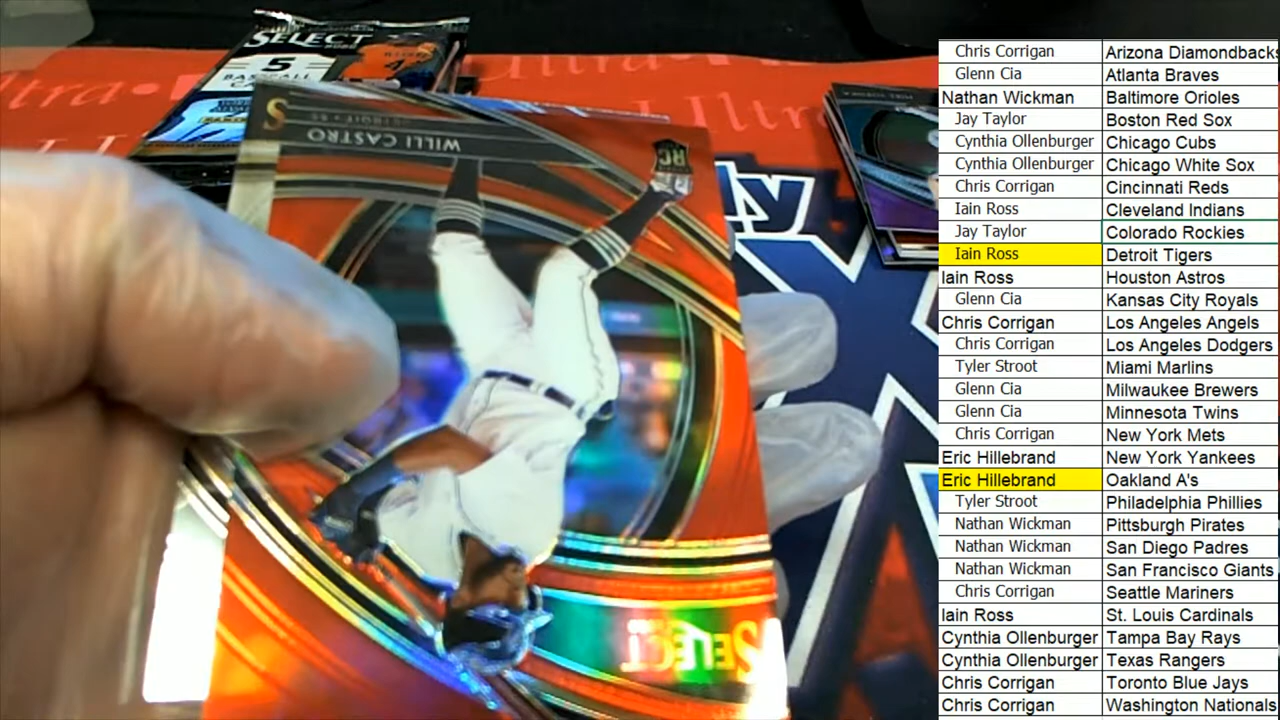 SELECT
5
BASEBALL
WILLI CASTRO
DETROIT • SS
RC
SELECT
Ultra
Chris Corrigan Arizona Diamondbacks
Glenn Cia Atlanta Braves
Nathan Wickman Baltimore Orioles
Jay Taylor Boston Red Sox
Cynthia Ollenburger Chicago Cubs
Cynthia Ollenburger Chicago White Sox
Chris Corrigan Cincinnati Reds
Iain Ross Cleveland Indians
Jay Taylor Colorado Rockies
Iain Ross Detroit Tigers
Iain Ross Houston Astros
Glenn Cia Kansas City Royals
Chris Corrigan Los Angeles Angels
Chris Corrigan Los Angeles Dodgers
Tyler Stroot Miami Marlins
Glenn Cia Milwaukee Brewers
Glenn Cia Minnesota Twins
Chris Corrigan New York Mets
Eric Hillebrand New York Yankees
Eric Hillebrand Oakland A's
Tyler Stroot Philadelphia Phillies
Nathan Wickman Pittsburgh Pirates
Nathan Wickman San Diego Padres
Nathan Wickman San Francisco Giants
Chris Corrigan Seattle Mariners
Iain Ross St. Louis Cardinals
Cynthia Ollenburger Tampa Bay Rays
Cynthia Ollenburger Texas Rangers
Chris Corrigan Toronto Blue Jays
Chris Corrigan Washington Nationals